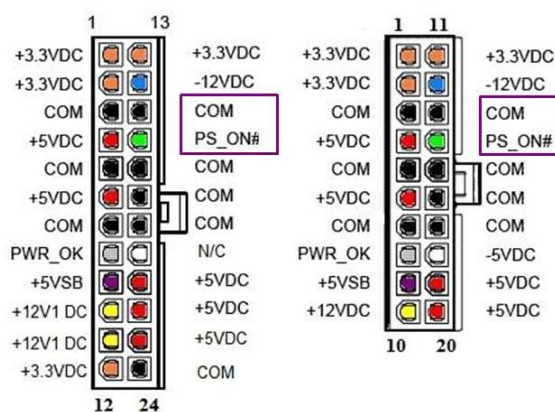 1 13
+3.3VDC +3.3VDC
+3.3VDC -12VDC
COM COM
+5VDC PS_ON#
COM COM
+5VDC COM
COM COM
PWR_OK N/C
+5VSB +5VDC
+12V1 DC +5VDC
+12V1 DC +5VDC
+3.3VDC COM
12 24
1 11
+3.3VDC +3.3VDC
+3.3VDC -12VDC
COM COM
+5VDC PS_ON#
COM COM
+5VDC COM
COM COM
PWR_OK -5VDC
+5VSB +5VDC
+12VDC +5VDC
10 20